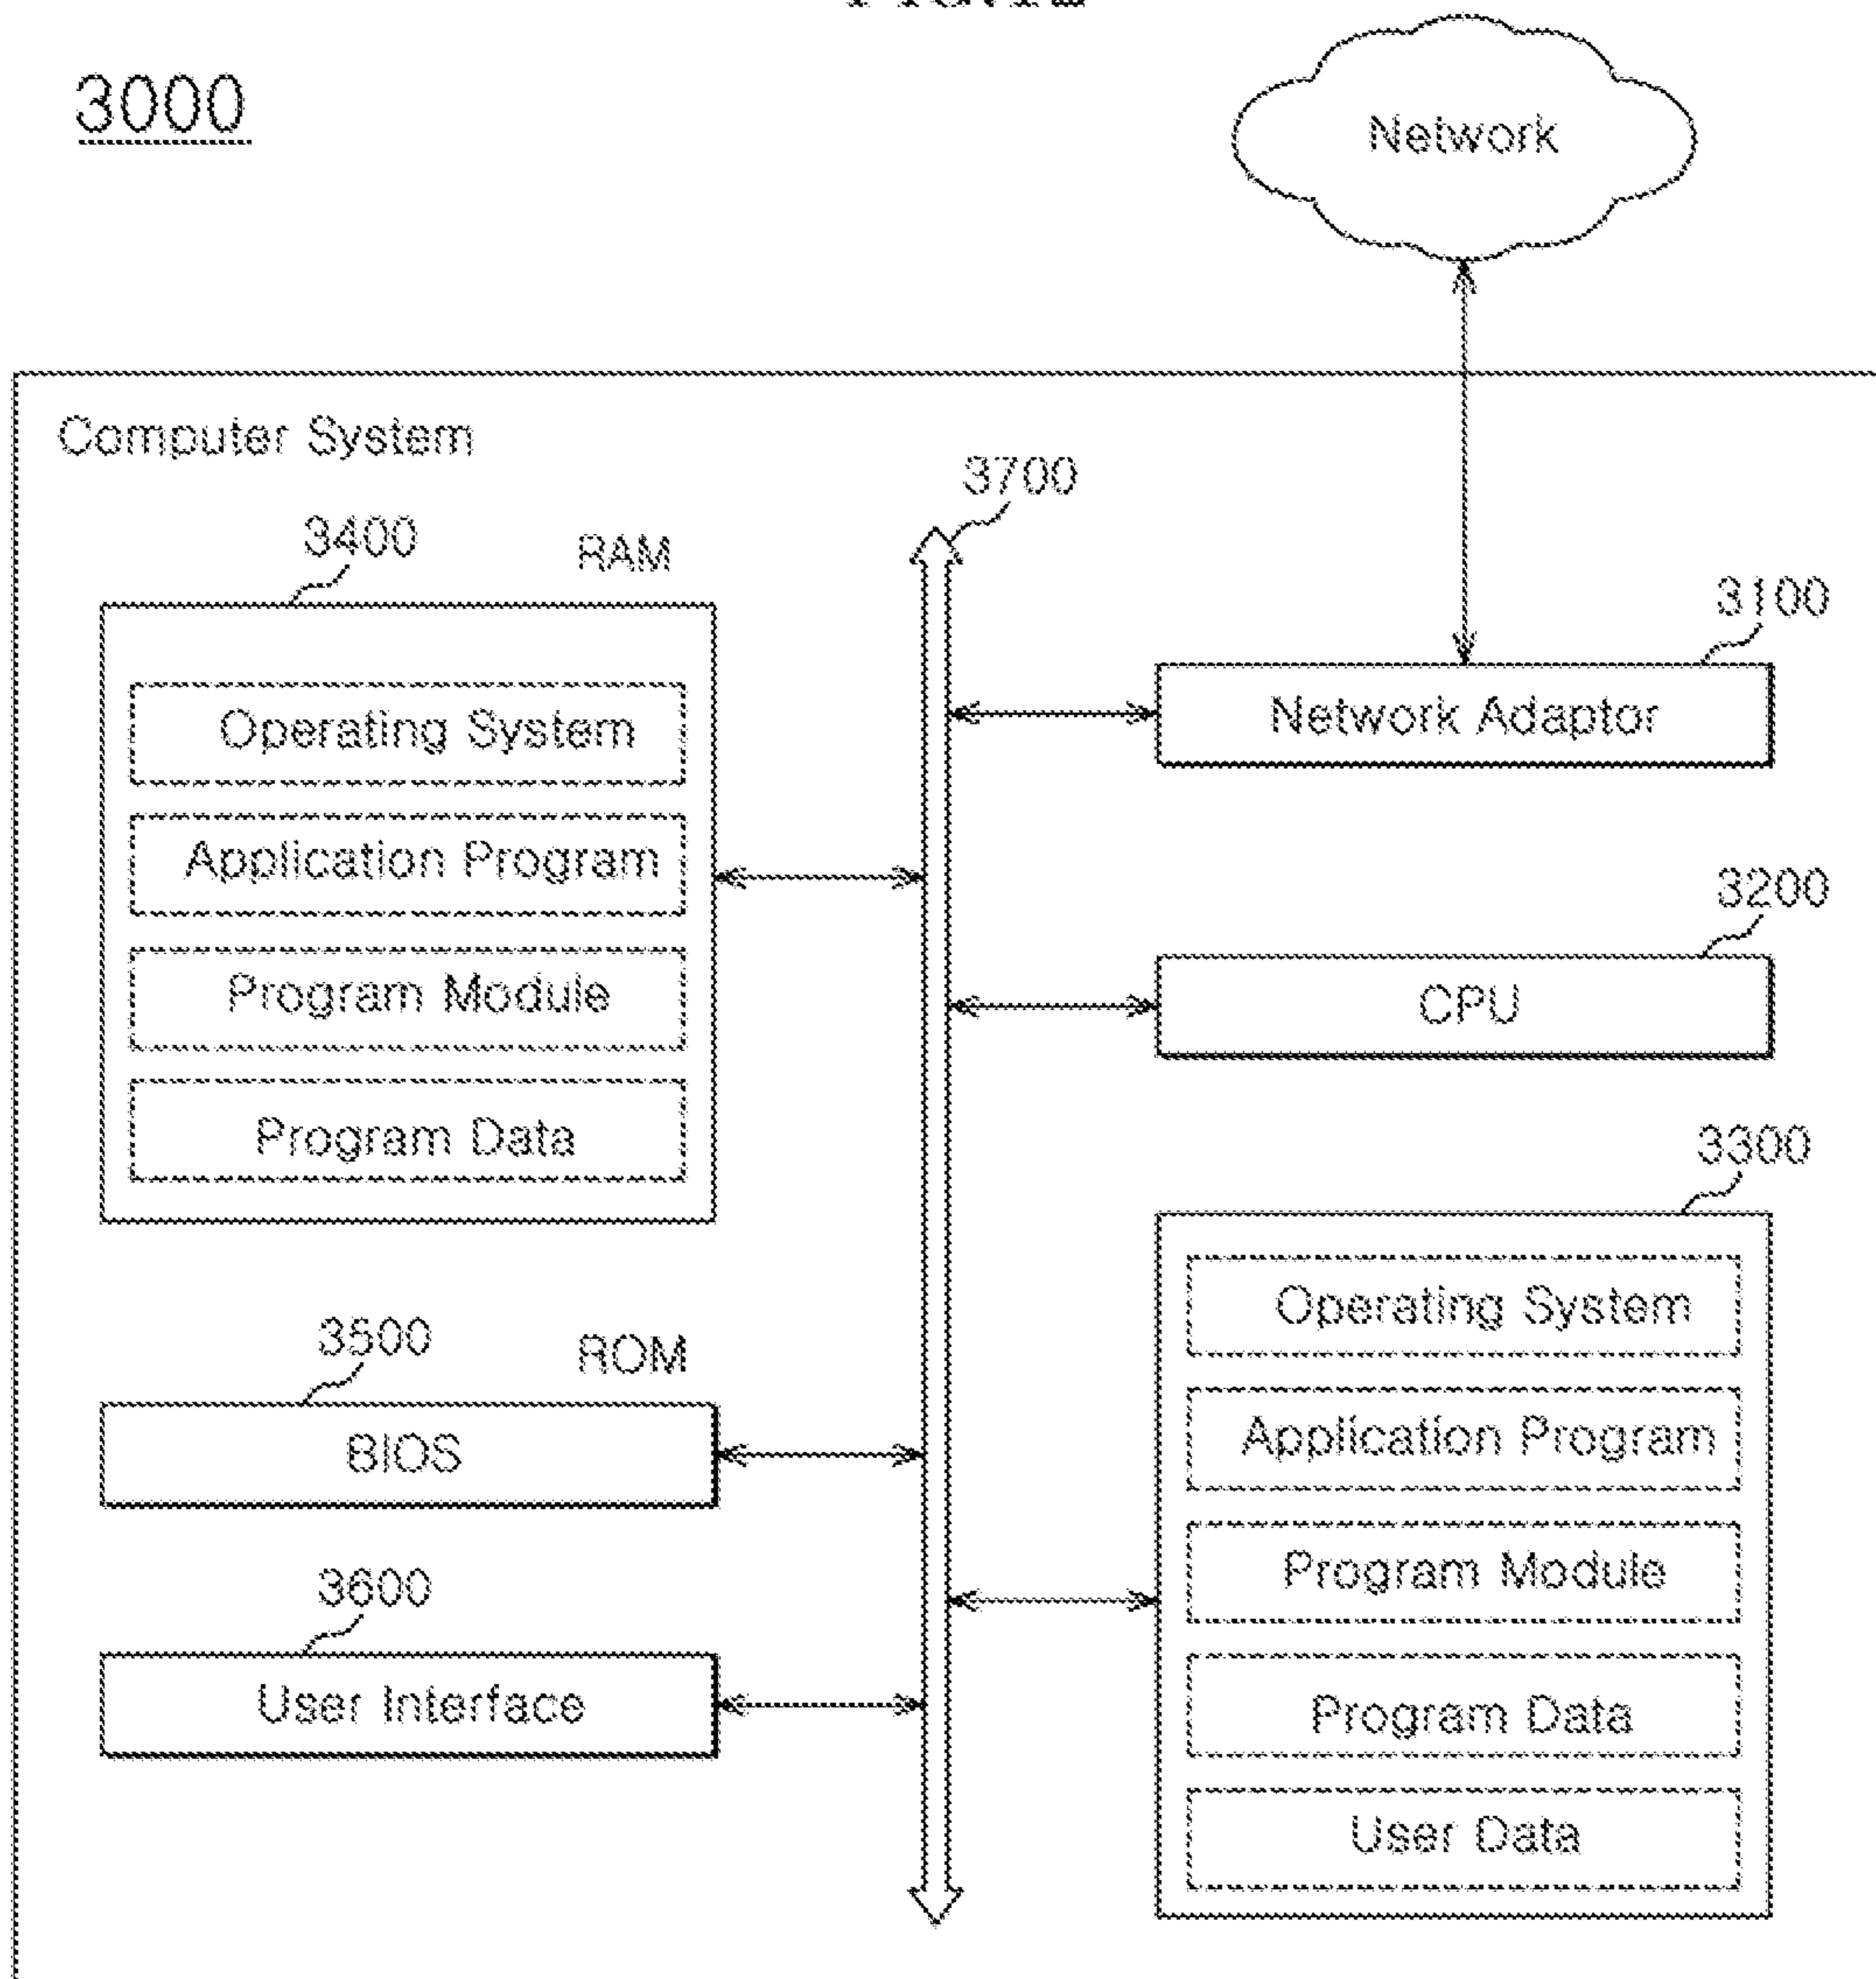 3000
Network
Computer System
3700
3400
RAM
Operating System
Application Program
Program Module
Program Data
3100
Network Adaptor
3200
CPU
3300
Operating System
Application Program
Program Module
Program Data
User Data
3500
ROM
BIOS
3600
User Interface